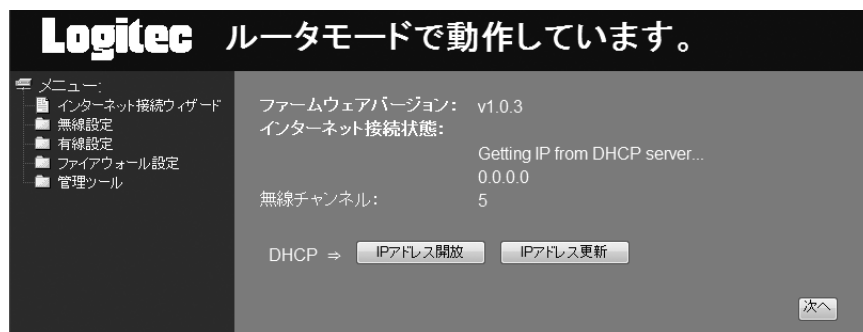 Logitec ルータモードで動作しています。
メニュー:
インターネット接続ウィザード
無線設定
有線設定
ファイアウォール設定
管理ツール
ファームウェアバージョン: v1.0.3
インターネット接続状態:
Getting IP from DHCP server...
0.0.0.0
無線チャンネル: 5
DHCP ⇒ IPアドレス開放 IPアドレス更新
次へ